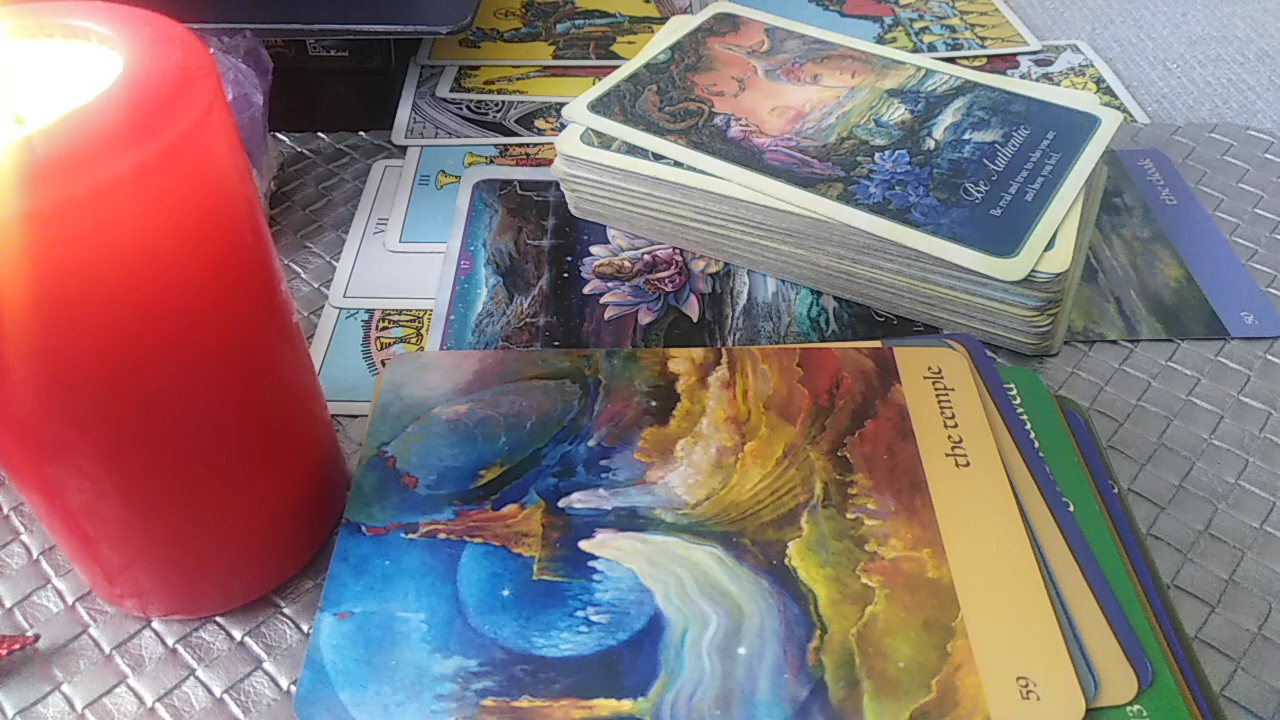 Be Authentic
Be real and true to who you are
and how you feel.
the cloak
50
III
VII
X
17
the temple
59